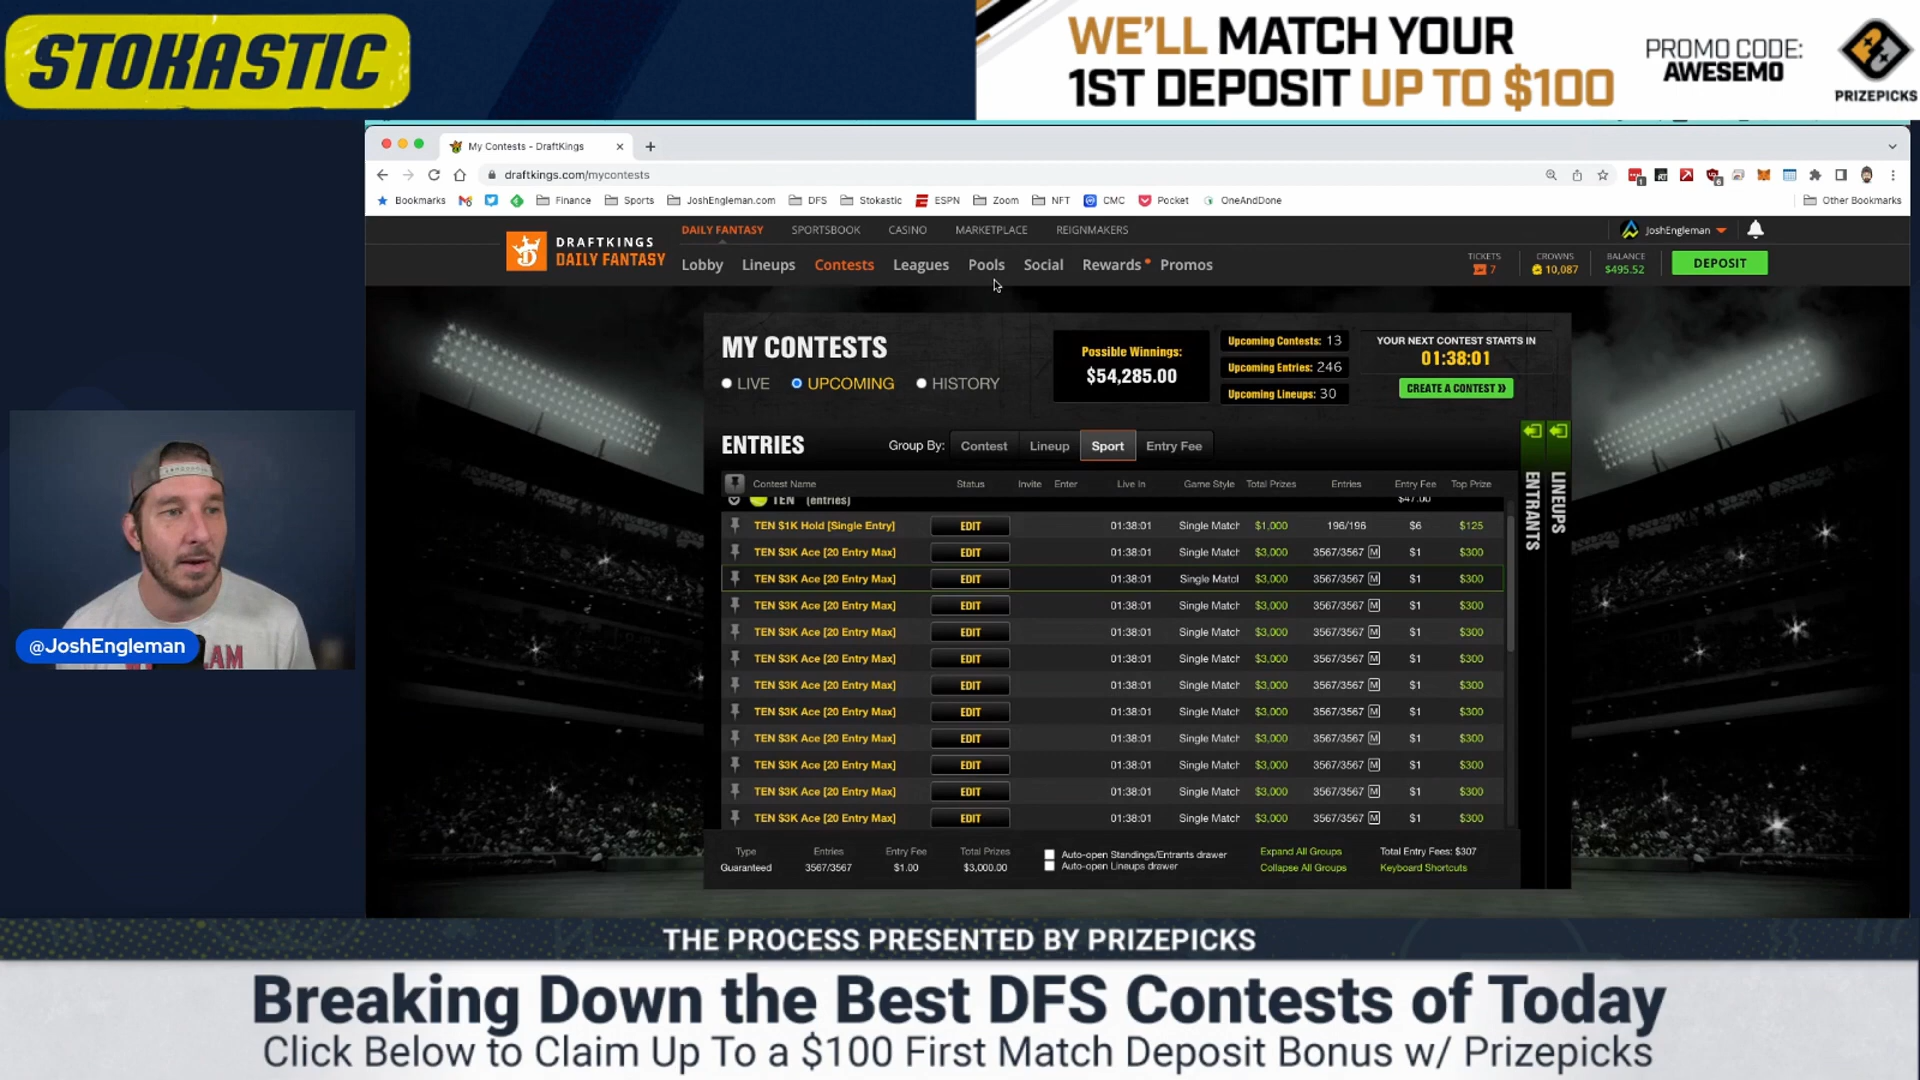 STOKASTIC
WE'LL MATCH YOUR
1ST DEPOSIT UP TO $100
PROMO CODE:
AWESEMO
PRIZEPICKS
My Contests - DraftKings
draftkings.com/mycontests
Bookmarks Finance Sports JoshEngleman.com DFS Stokastic ESPN Zoom NFT CMC Pocket OneAndDone Other Bookmarks
DRAFTKINGS
DAILY FANTASY
DAILY FANTASY SPORTSBOOK CASINO MARKETPLACE REIGNMAKERS
JoshEngleman
Lobby Lineups Contests Leagues Pools Social Rewards Promos
TICKETS
7
CROWNS
10,087
BALANCE
$495.52
DEPOSIT
MY CONTESTS
LIVE UPCOMING HISTORY
Possible Winnings:
$54,285.00
Upcoming Contests: 13
Upcoming Entries: 246
Upcoming Lineups: 30
YOUR NEXT CONTEST STARTS IN
01:38:01
CREATE A CONTEST »
ENTRIES
Group By: Contest Lineup Sport Entry Fee
Contest Name Status Invite Enter Live In Game Style Total Prizes Entries Entry Fee Top Prize
TEN (entries) $47.00
TEN $1K Hold [Single Entry] EDIT 01:38:01 Single Match $1,000 196/196 $6 $125
TEN $3K Ace [20 Entry Max] EDIT 01:38:01 Single Match $3,000 3567/3567 M $1 $300
TEN $3K Ace [20 Entry Max] EDIT 01:38:01 Single Matcl $3,000 3567/3567 M $1 $300
TEN $3K Ace [20 Entry Max] EDIT 01:38:01 Single Match $3,000 3567/3567 M $1 $300
TEN $3K Ace [20 Entry Max] EDIT 01:38:01 Single Match $3,000 3567/3567 M $1 $300
TEN $3K Ace [20 Entry Max] EDIT 01:38:01 Single Match $3,000 3567/3567 M $1 $300
TEN $3K Ace [20 Entry Max] EDIT 01:38:01 Single Match $3,000 3567/3567 M $1 $300
TEN $3K Ace [20 Entry Max] EDIT 01:38:01 Single Match $3,000 3567/3567 M $1 $300
TEN $3K Ace [20 Entry Max] EDIT 01:38:01 Single Match $3,000 3567/3567 M $1 $300
TEN $3K Ace [20 Entry Max] EDIT 01:38:01 Single Match $3,000 3567/3567 M $1 $300
TEN $3K Ace [20 Entry Max] EDIT 01:38:01 Single Match $3,000 3567/3567 M $1 $300
TEN $3K Ace [20 Entry Max] EDIT 01:38:01 Single Match $3,000 3567/3567 M $1 $300
ENTRANTS
LINEUPS
Type Entries Entry Fee Total Prizes
Guaranteed 3567/3567 $1.00 $3,000.00
Auto-open Standings/Entrants drawer
Auto-open Lineups drawer
Expand All Groups
Collapse All Groups
Total Entry Fees: $307
Keyboard Shortcuts
@JoshEngleman
AM
THE PROCESS PRESENTED BY PRIZEPICKS
Breaking Down the Best DFS Contests of Today
Click Below to Claim Up To a $100 First Match Deposit Bonus w/ Prizepicks